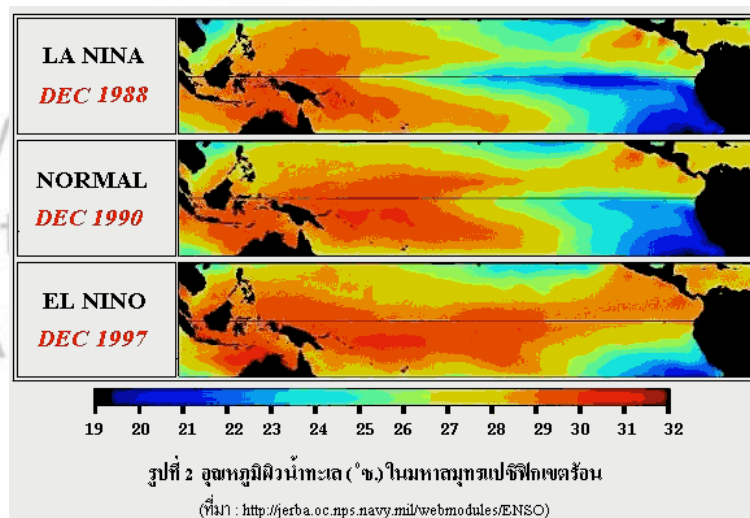 LA NINA
DEC 1988
NORMAL
DEC 1990
EL NINO
DEC 1997
19 20 21 22 23 24 25 26 27 28 29 30 31 32
รูปที่ 2 อุณหภูมิผิวน้ำทะเล (°ซ.) ในมหาสมุทรแปซิฟิกเขตร้อน
(ที่มา : http://jerba.oc.nps.navy.mil/webmodules/ENSO)